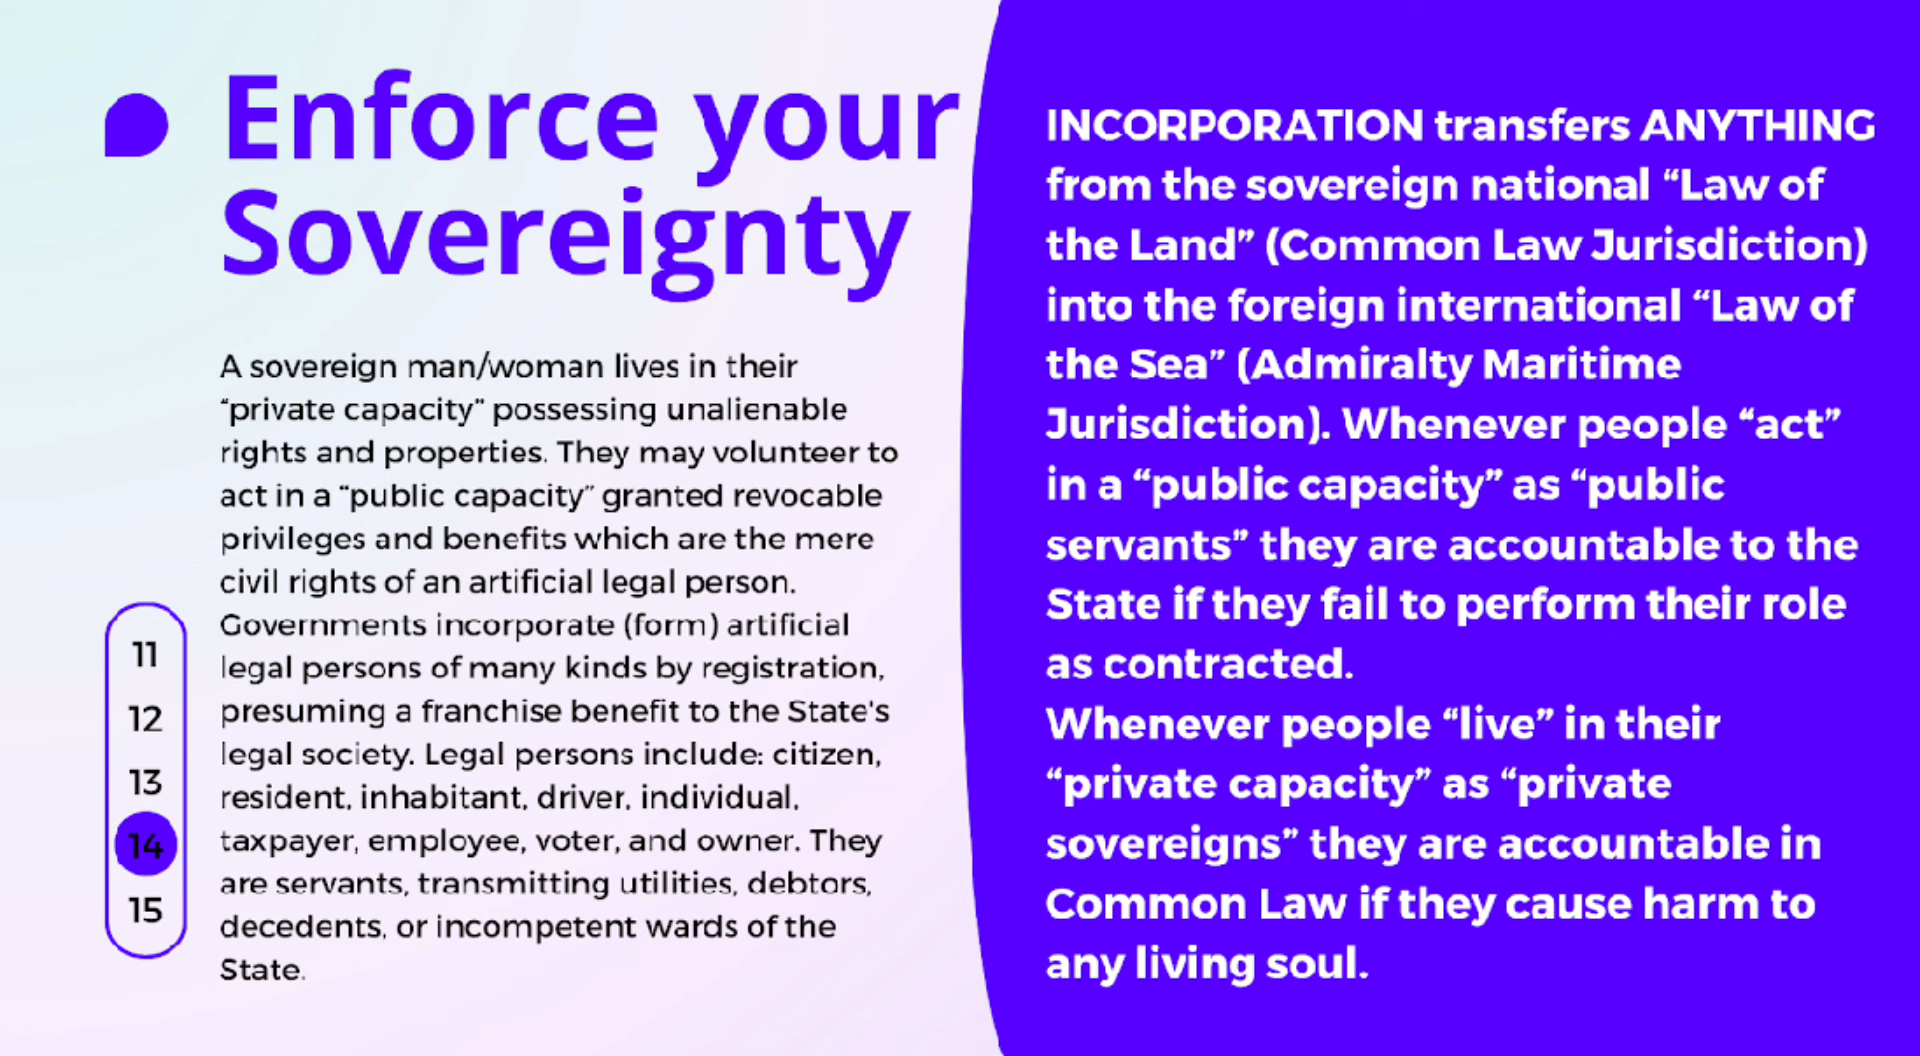 Enforce your
Sovereignty
A sovereign man/woman lives in their
“private capacity” possessing unalienable
rights and properties. They may volunteer to
act in a “public capacity” granted revocable
privileges and benefits which are the mere
civil rights of an artificial legal person.
Governments incorporate (form) artificial
legal persons of many kinds by registration,
presuming a franchise benefit to the State's
legal society. Legal persons include: citizen,
resident, inhabitant, driver, individual,
taxpayer, employee, voter, and owner. They
are servants, transmitting utilities, debtors,
decedents, or incompetent wards of the
State.
11
12
13
14
15
INCORPORATION transfers ANYTHING
from the sovereign national “Law of
the Land” (Common Law Jurisdiction)
into the foreign international “Law of
the Sea” (Admiralty Maritime
Jurisdiction). Whenever people “act”
in a “public capacity” as “public
servants” they are accountable to the
State if they fail to perform their role
as contracted.
Whenever people “live” in their
“private capacity” as “private
sovereigns” they are accountable in
Common Law if they cause harm to
any living soul.